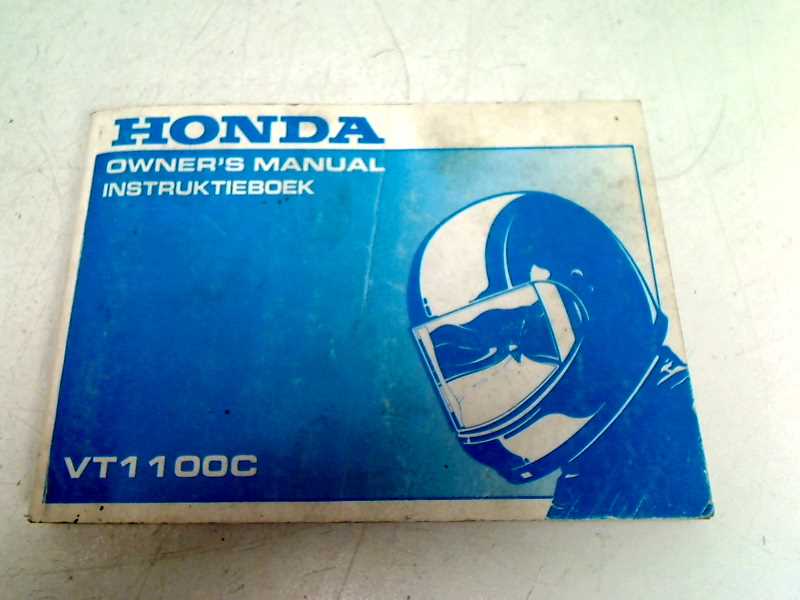 HONDA
OWNER'S MANUAL
INSTRUKTIEBOEK
VT1100C